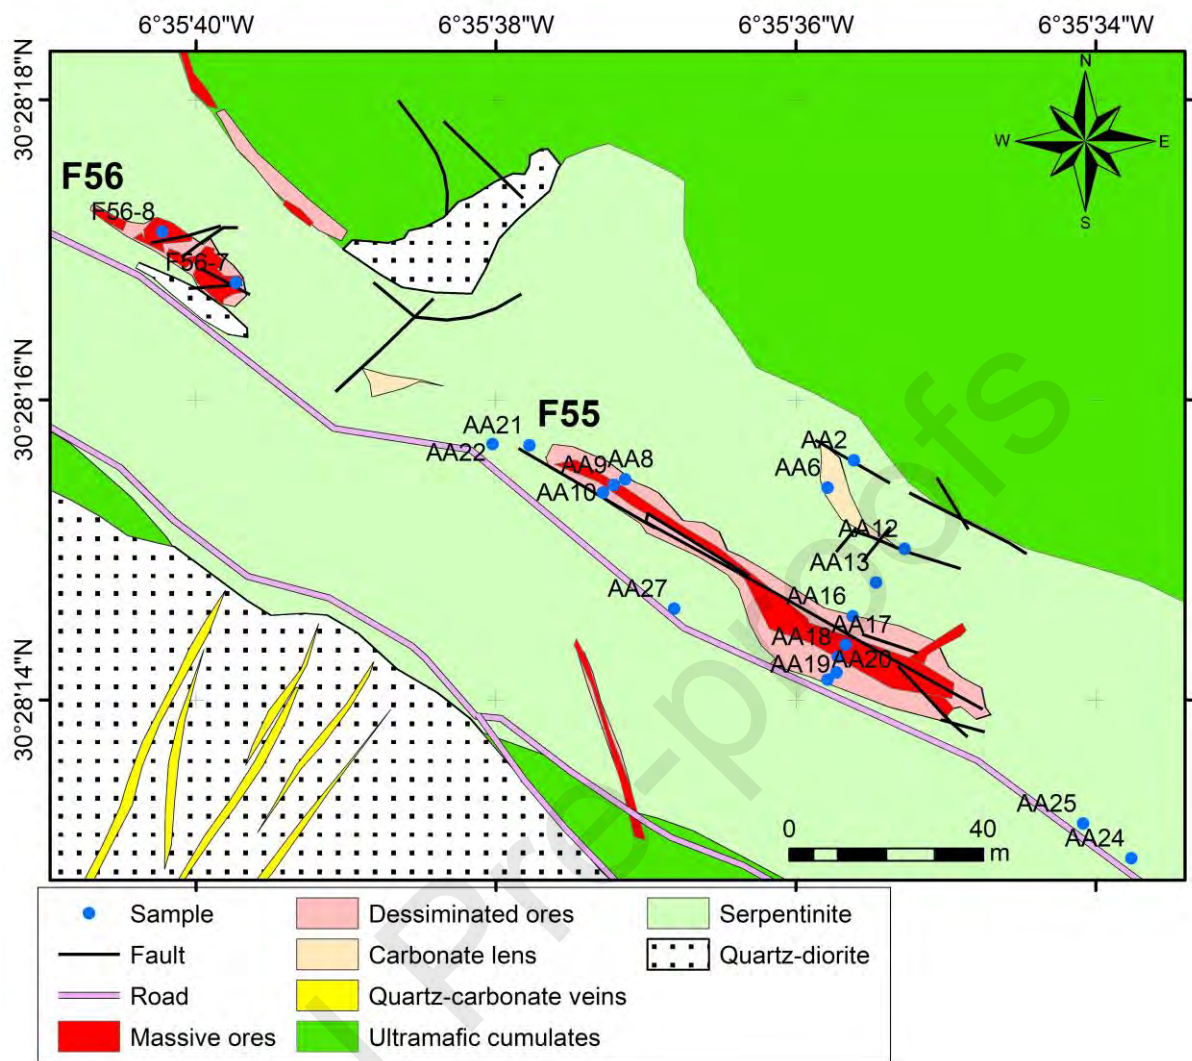 6°35'40"W 6°35'38"W 6°35'36"W 6°35'34"W
30°28'18"N
N
W E
S
F56
F56-8
F56-7
30°28'16"N
F55
AA21
AA22
AA2
AA9 AA8
AA6
AA10
AA12
AA13
AA27
AA16
AA17
AA18
AA19 AA20
30°28'14"N
AA25
AA24
0 40
m
Sample Dessiminated ores Serpentinite
Fault Carbonate lens Quartz-diorite
Road Quartz-carbonate veins
Massive ores Ultramafic cumulates
Pre-proofs